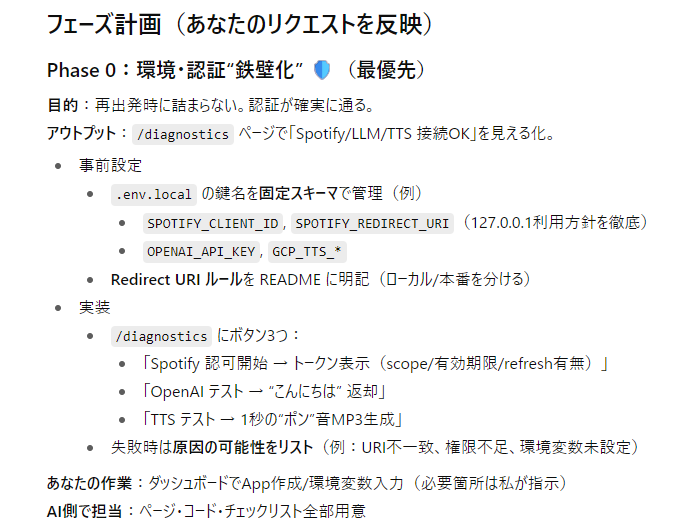 フェーズ計画（あなたのリクエストを反映）
Phase 0：環境・認証“鉄壁化” 🛡️ （最優先）
目的：再出発時に詰まらない。認証が確実に通る。
アウトプット： /diagnostics ページで「Spotify/LLM/TTS 接続OK」を見える化。
事前設定
.env.local の鍵名を固定スキーマで管理（例）
SPOTIFY_CLIENT_ID, SPOTIFY_REDIRECT_URI （127.0.0.1利用方針を徹底）
OPENAI_API_KEY, GCP_TTS_*
Redirect URI ルールを README に明記（ローカル/本番を分ける）
実装
/diagnostics にボタン3つ：
「Spotify 認可開始 → トークン表示（scope/有効期限/refresh有無）」
「OpenAI テスト → “こんにちは” 返却」
「TTS テスト → 1秒の“ポン”音MP3生成」
失敗時は原因の可能性をリスト（例：URI不一致、権限不足、環境変数未設定）
あなたの作業：ダッシュボードでApp作成/環境変数入力（必要箇所は私が指示）
AI側で担当：ページ・コード・チェックリスト全部用意